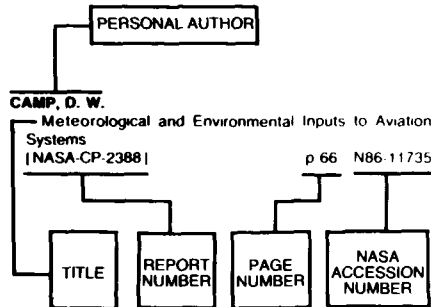 PERSONAL AUTHOR
CAMP, D. W.
Meteorological and Environmental Inputs to Aviation
Systems
[NASA-CP-2388]
p 66
N86-11735
TITLE
REPORT
NUMBER
PAGE
NUMBER
NASA
ACCESSION
NUMBER